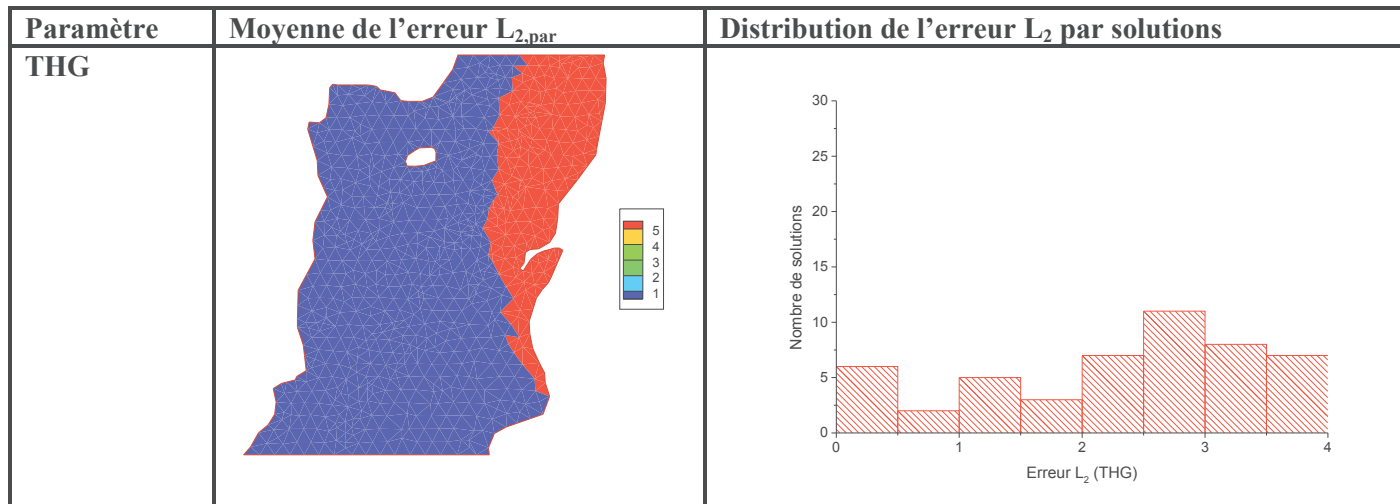 Paramètre
Moyenne de l’erreur L2,par
Distribution de l’erreur L2 par solutions
THG
5
4
3
2
1
30
25
20
15
10
5
0
Nombre de solutions
0 1 2 3 4
Erreur L2 (THG)